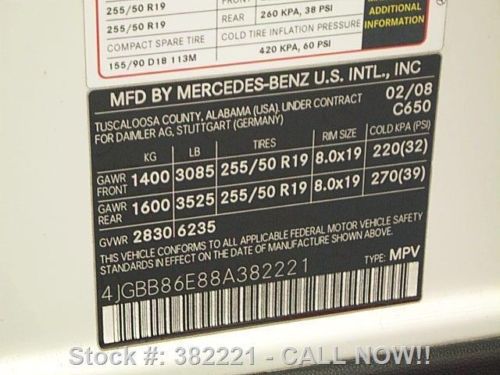 255/50 R19
255/50 R19 REAR 260 KPA, 38 PSI
COMPACT SPARE TIRE COLD TIRE INFLATION PRESSURE
155/90 D18 113M 420 KPA, 60 PSI
ADDITIONAL
INFORMATION
MFD BY MERCEDES-BENZ U.S. INTL., INC
TUSCALOOSA COUNTY, ALABAMA (USA). UNDER CONTRACT 02/08
FOR DAIMLER AG, STUTTGART (GERMANY) C650
KG LB TIRES RIM SIZE COLD KPA (PSI)
GAWR FRONT 1400 3085 255/50 R19 8.0x19 220(32)
GAWR REAR 1600 3525 255/50 R19 8.0x19 270(39)
GVWR 2830 6235
THIS VEHICLE CONFORMS TO ALL APPLICABLE FEDERAL MOTOR VEHICLE SAFETY
STANDARDS IN EFFECT ON THE DATE OF MANUFACTURE SHOWN ABOVE.
4JGBB86E88A382221 TYPE: MPV
Stock #: 382221 - CALL NOW!!